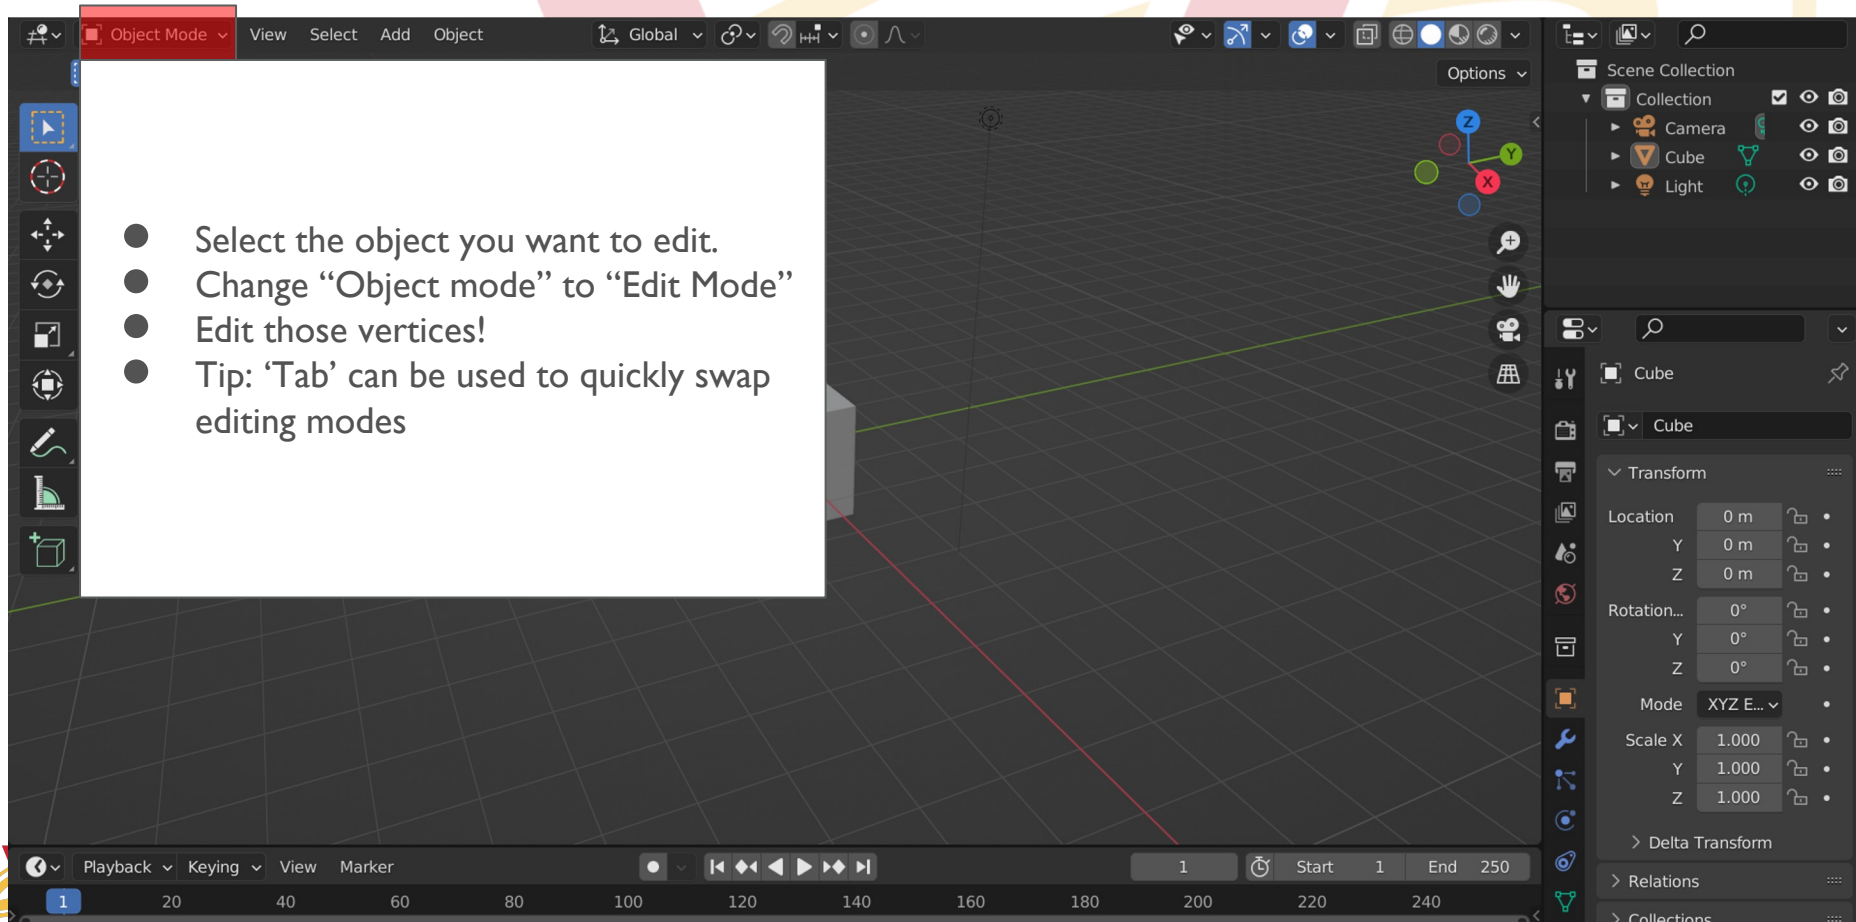 Object Mode View Select Add Object Global
Options
● Select the object you want to edit.
● Change “Object mode” to “Edit Mode”
● Edit those vertices!
● Tip: ‘Tab’ can be used to quickly swap
editing modes
Z
Y
X
Scene Collection
Collection
Camera
Cube
Light
Cube
Cube
Transform
Location 0 m
Y 0 m
Z 0 m
Rotation... 0°
Y 0°
Z 0°
Mode XYZ E...
Scale X 1.000
Y 1.000
Z 1.000
Delta Transform
Relations
Collections
Playback Keying View Marker 1 Start 1 End 250
1 20 40 60 80 100 120 140 160 180 200 220 240